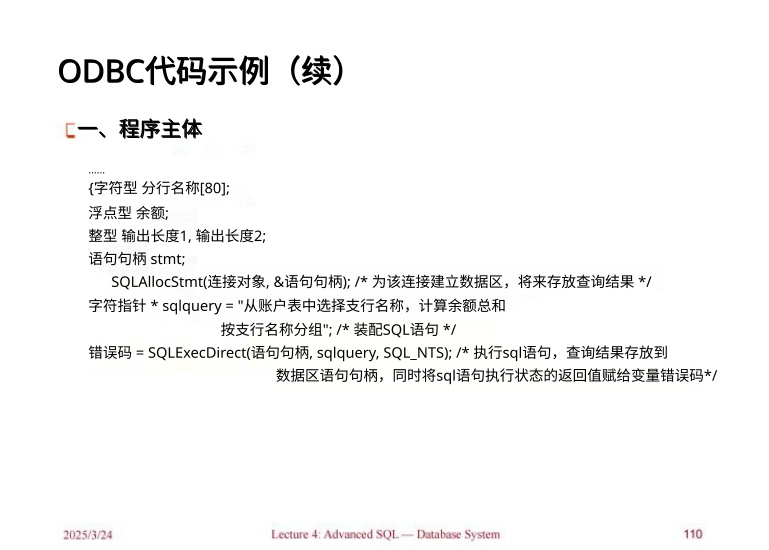 ODBC代码示例（续）
一、程序主体
......
{字符型 分行名称[80];
浮点型 余额;
整型 输出长度1, 输出长度2;
语句句柄 stmt;
SQLAllocStmt(连接对象, &语句句柄); /* 为该连接建立数据区，将来存放查询结果 */
字符指针 * sqlquery = "从账户表中选择支行名称，计算余额总和
按支行名称分组"; /* 装配SQL语句 */
错误码 = SQLExecDirect(语句句柄, sqlquery, SQL_NTS); /* 执行sql语句，查询结果存放到
数据区语句句柄，同时将sql语句执行状态的返回值赋给变量错误码*/
2025/3/24
Lecture 4: Advanced SQL — Database System
110